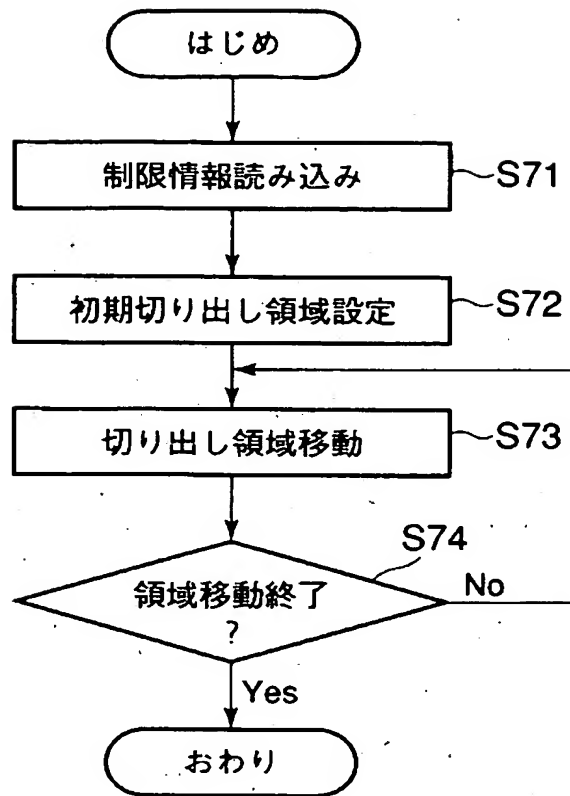 はじめ
制限情報読み込み
S71
初期切り出し領域設定
S72
切り出し領域移動
S73
S74
領域移動終了
?
No
Yes
おわり